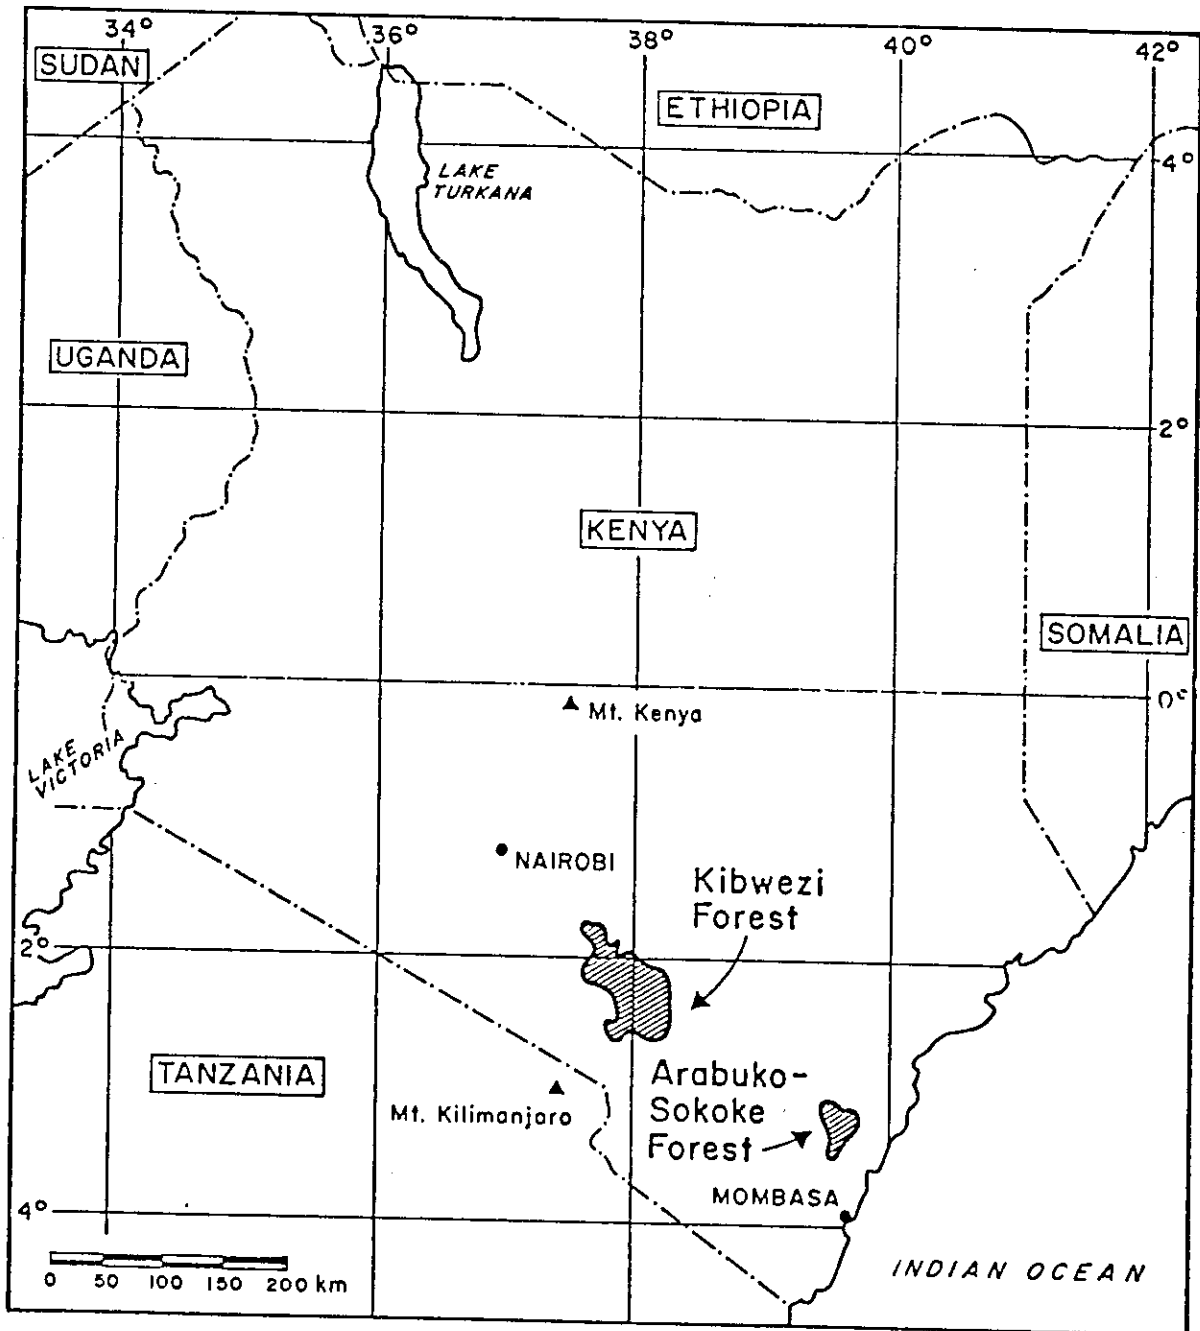 34°
36°
38°
40°
42°
SUDAN
ETHIOPIA
4°
LAKE
TURKANA
UGANDA
2°
KENYA
SOMALIA
0°
Mt. Kenya
LAKE
VICTORIA
NAIROBI
Kibwezi
Forest
2°
TANZANIA
Mt. Kilimanjaro
Arabuko-
Sokoke
Forest
MOMBASA
4°
0 50 100 150 200 km
INDIAN OCEAN